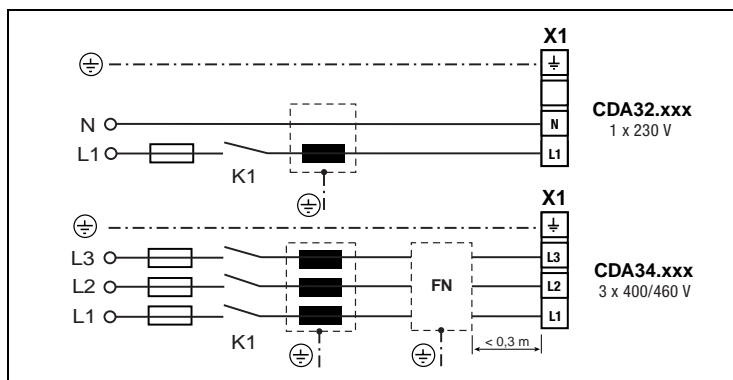 X1
N
L1
K1
N
L1
CDA32.xxx
1 x 230 V
X1
L3
L2
L1
K1
FN
< 0,3 m
L3
L2
L1
CDA34.xxx
3 x 400/460 V